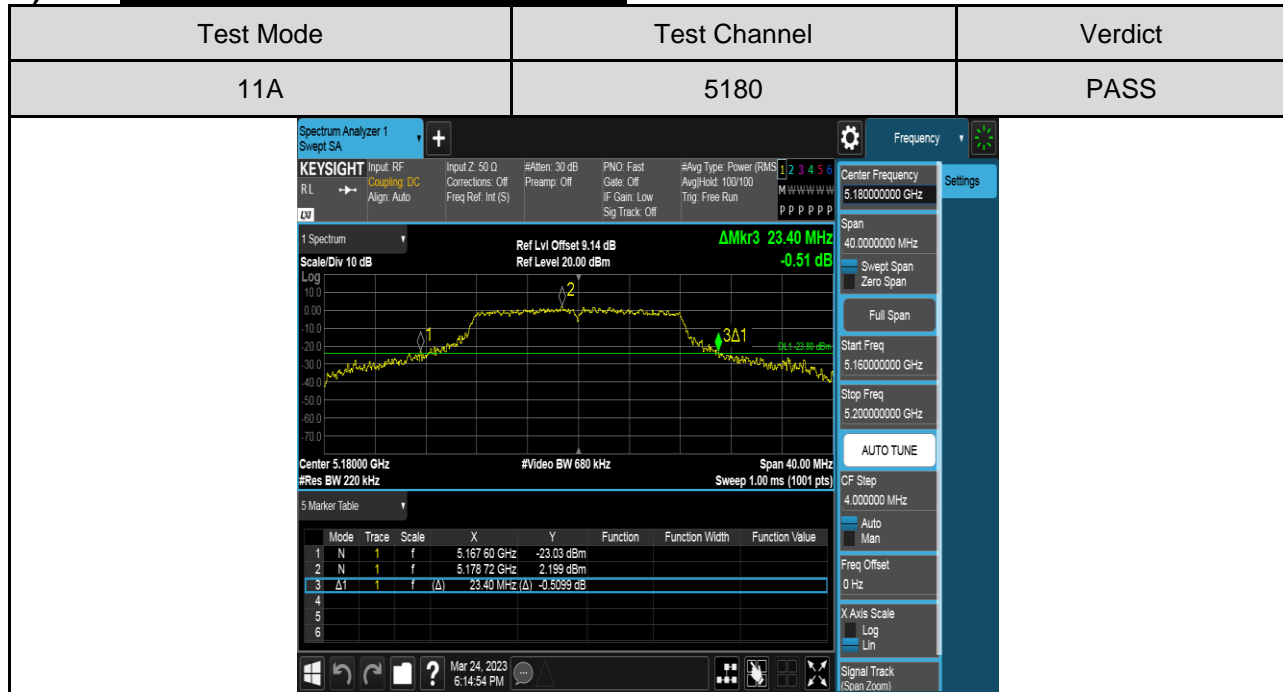 Test Mode Test Channel Verdict
11A 5180 PASS
Spectrum Analyzer 1
Swept SA
+
Frequency
KEYSIGHT Input: RF Input Z: 50 Ω #Atten: 30 dB PNO: Fast #Avg Type: Power (RMS 1 2 3 4 5 6
RL Coupling: DC Corrections: Off Preamp: Off Gate: Off Avg|Hold: 100/100 M W W W W W
Align: Auto Freq Ref: Int (S) IF Gain: Low Trig: Free Run
LXI Sig Track: Off P P P P P P
1 Spectrum Ref Lvl Offset 9.14 dB ΔMkr3 23.40 MHz
Scale/Div 10 dB Ref Level 20.00 dBm -0.51 dB
Log
10.0
0.00
-10.0
-20.0
-30.0
-40.0
-50.0
-60.0
-70.0
1
2
3Δ1
DL1 -23.80 dBm
Center 5.18000 GHz #Video BW 680 kHz Span 40.00 MHz
#Res BW 220 kHz Sweep 1.00 ms (1001 pts)
5 Marker Table
Mode Trace Scale X Y Function Function Width Function Value
1 N 1 f 5.167 60 GHz -23.03 dBm
2 N 1 f 5.178 72 GHz 2.199 dBm
3 Δ1 1 f (Δ) 23.40 MHz (Δ) -0.5099 dB
4
5
6
? Mar 24, 2023
6:14:54 PM
Center Frequency
5.180000000 GHz
Settings
Span
40.0000000 MHz
Swept Span
Zero Span
Full Span
Start Freq
5.160000000 GHz
Stop Freq
5.200000000 GHz
AUTO TUNE
CF Step
4.000000 MHz
Auto
Man
Freq Offset
0 Hz
X Axis Scale
Log
Lin
Signal Track
(Span Zoom)